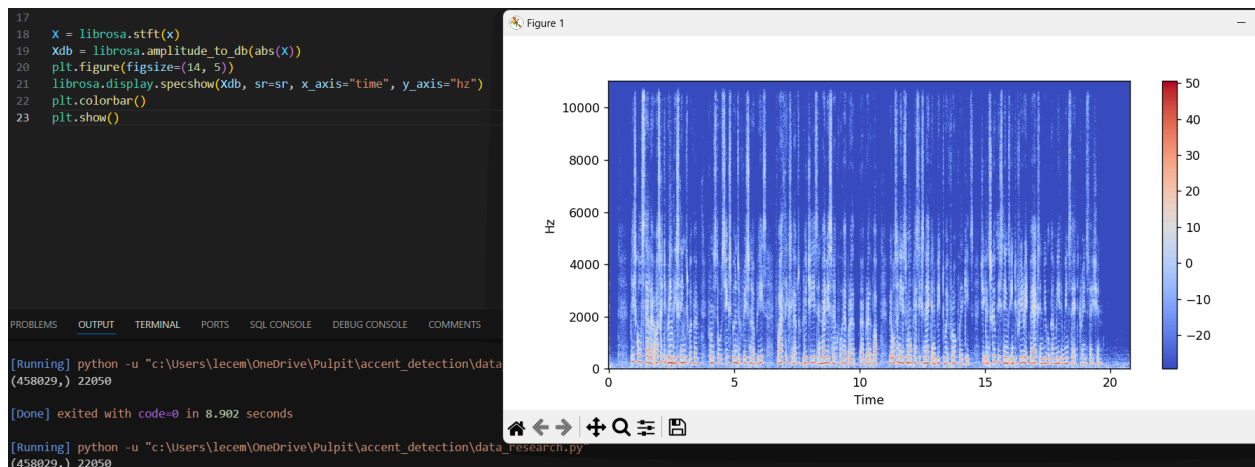 17
18 X = librosa.stft(x)
19 Xdb = librosa.amplitude_to_db(abs(X))
20 plt.figure(figsize=(14, 5))
21 librosa.display.specshow(Xdb, sr=sr, x_axis="time", y_axis="hz")
22 plt.colorbar()
23 plt.show()
PROBLEMS OUTPUT TERMINAL PORTS SQL CONSOLE DEBUG CONSOLE COMMENTS
[Running] python -u "c:\Users\lecem\OneDrive\Pulpit\accent_detection\data
(458029,) 22050
[Done] exited with code=0 in 8.902 seconds
[Running] python -u "c:\Users\lecem\OneDrive\Pulpit\accent_detection\data_research.py"
(458029,) 22050
Figure 1
10000
8000
6000
4000
2000
0
Hz
0 5 10 15 20
Time
50
40
30
20
10
0
−10
−20